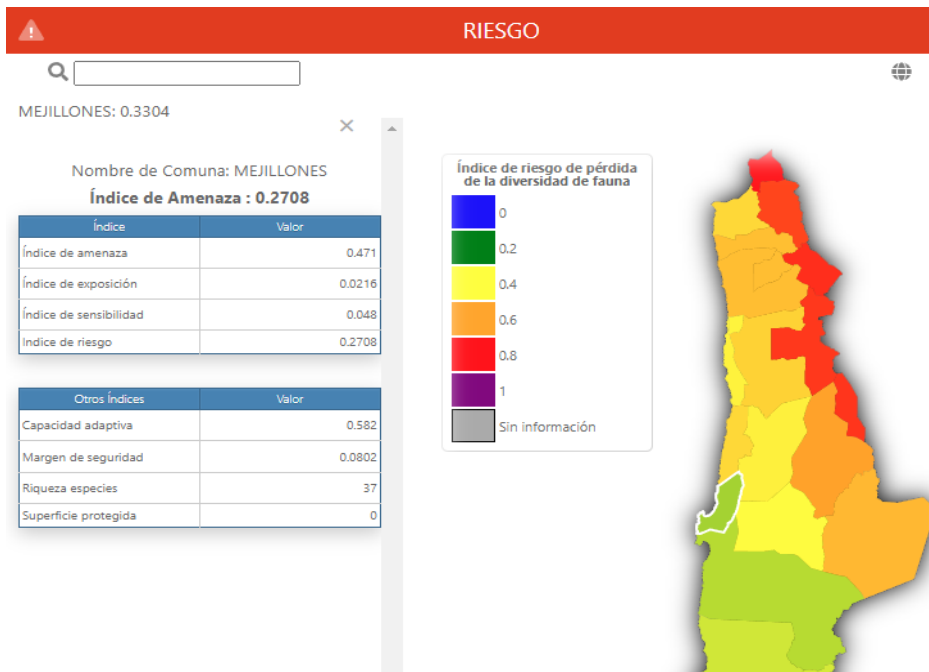 RIESGO
MEJILLONES: 0.3304
Nombre de Comuna: MEJILLONES
Índice de Amenaza : 0.2708
Índice Valor
Índice de amenaza 0.471
Índice de exposición 0.0216
Índice de sensibilidad 0.048
Indice de riesgo 0.2708
Otros Índices Valor
Capacidad adaptiva 0.582
Margen de seguridad 0.0802
Riqueza especies 37
Superficie protegida 0
Índice de riesgo de pérdida
de la diversidad de fauna
0
0.2
0.4
0.6
0.8
1
Sin información